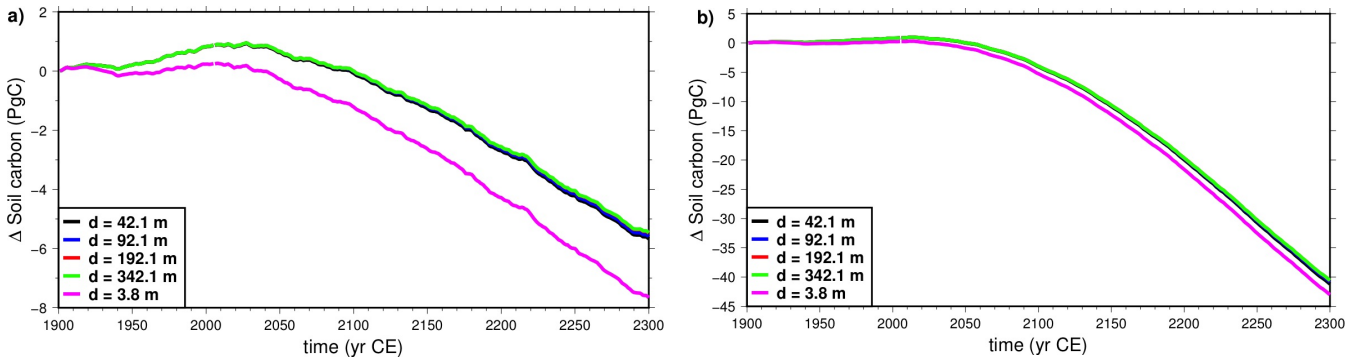 a)
2
0
−2
−4
−6
−8
Δ Soil carbon (PgC)
d = 42.1 m
d = 92.1 m
d = 192.1 m
d = 342.1 m
d = 3.8 m
1900 1950 2000 2050 2100 2150 2200 2250 2300
time (yr CE)
b)
5
0
−5
−10
−15
−20
−25
−30
−35
−40
−45
Δ Soil carbon (PgC)
d = 42.1 m
d = 92.1 m
d = 192.1 m
d = 342.1 m
d = 3.8 m
1900 1950 2000 2050 2100 2150 2200 2250 2300
time (yr CE)